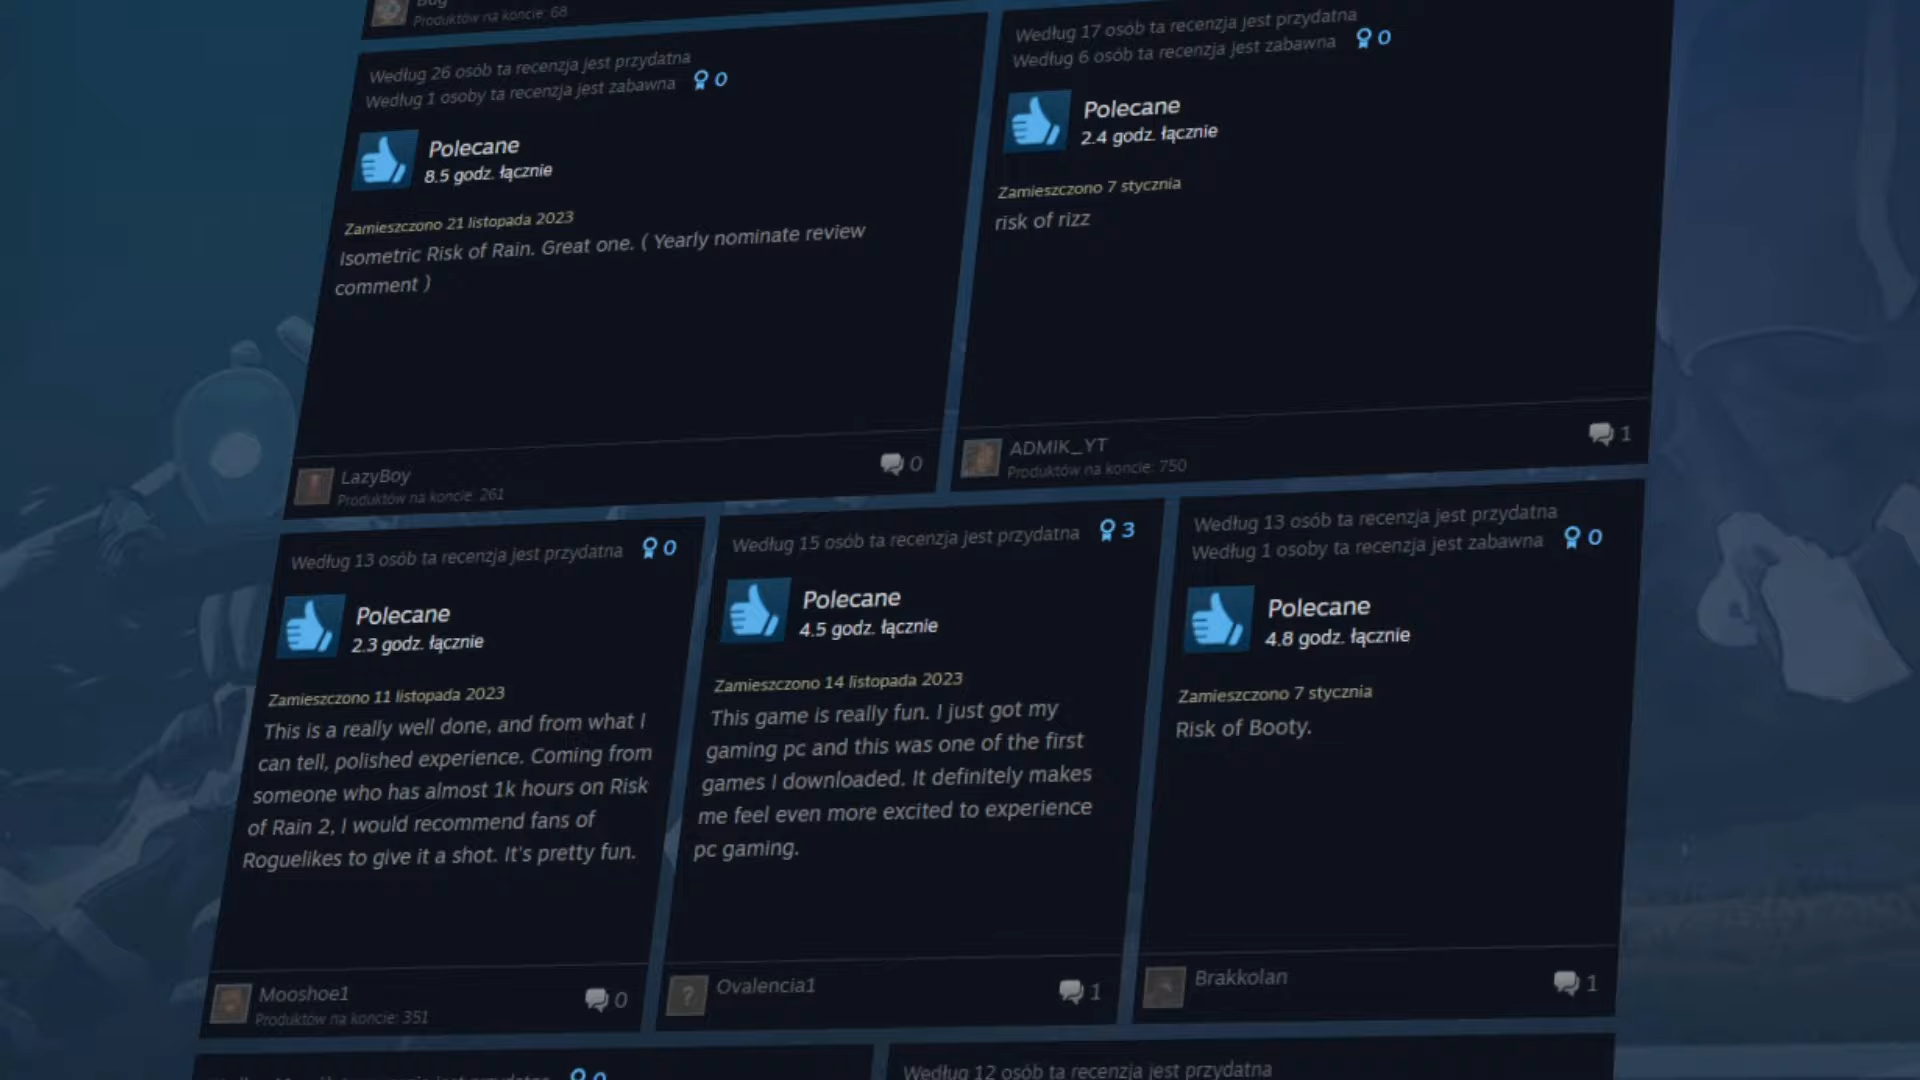 Bug
Produktów na koncie: 68
Według 26 osób ta recenzja jest przydatna
Według 1 osoby ta recenzja jest zabawna 0
Polecane
8.5 godz. łącznie
Zamieszczono 21 listopada 2023
Isometric Risk of Rain. Great one. ( Yearly nominate review
comment )
LazyBoy
Produktów na koncie: 261
0
Według 17 osób ta recenzja jest przydatna
Według 6 osób ta recenzja jest zabawna 0
Polecane
2.4 godz. łącznie
Zamieszczono 7 stycznia
risk of rizz
ADMIK_YT
Produktów na koncie: 750
1
Według 13 osób ta recenzja jest przydatna 0
Polecane
2.3 godz. łącznie
Zamieszczono 11 listopada 2023
This is a really well done, and from what I
can tell, polished experience. Coming from
someone who has almost 1k hours on Risk
of Rain 2, I would recommend fans of
Roguelikes to give it a shot. It's pretty fun.
Mooshoe1
Produktów na koncie: 351
0
Według 15 osób ta recenzja jest przydatna 3
Polecane
4.5 godz. łącznie
Zamieszczono 14 listopada 2023
This game is really fun. I just got my
gaming pc and this was one of the first
games I downloaded. It definitely makes
me feel even more excited to experience
pc gaming.
?
Ovalencia1
1
Według 13 osób ta recenzja jest przydatna
Według 1 osoby ta recenzja jest zabawna 0
Polecane
4.8 godz. łącznie
Zamieszczono 7 stycznia
Risk of Booty.
Brakkolan
1
0
Według 12 osób ta recenzja jest przydatna